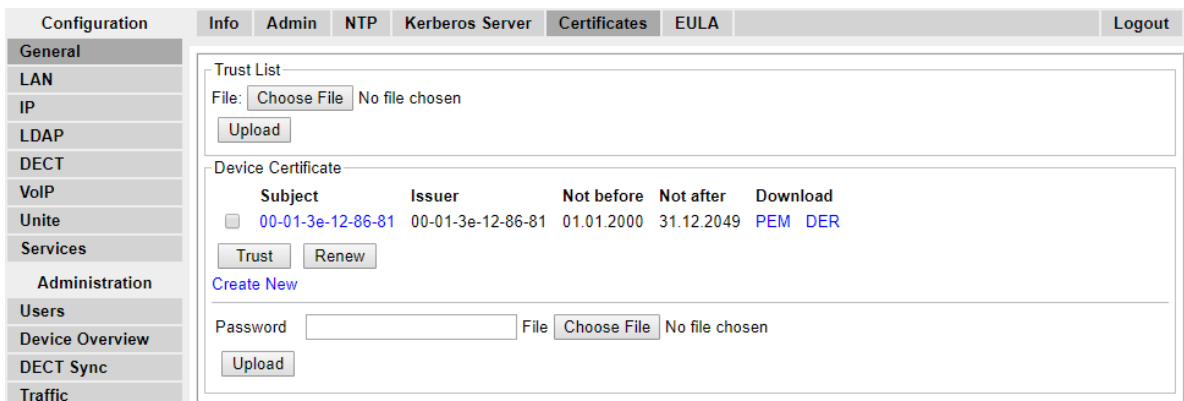 Configuration
Info Admin NTP Kerberos Server Certificates EULA Logout
General
LAN
IP
LDAP
DECT
VoIP
Unite
Services
Administration
Users
Device Overview
DECT Sync
Traffic
Trust List
File: Choose File No file chosen
Upload
Device Certificate
Subject Issuer Not before Not after Download
00-01-3e-12-86-81 00-01-3e-12-86-81 01.01.2000 31.12.2049 PEM DER
Trust Renew
Create New
Password File Choose File No file chosen
Upload